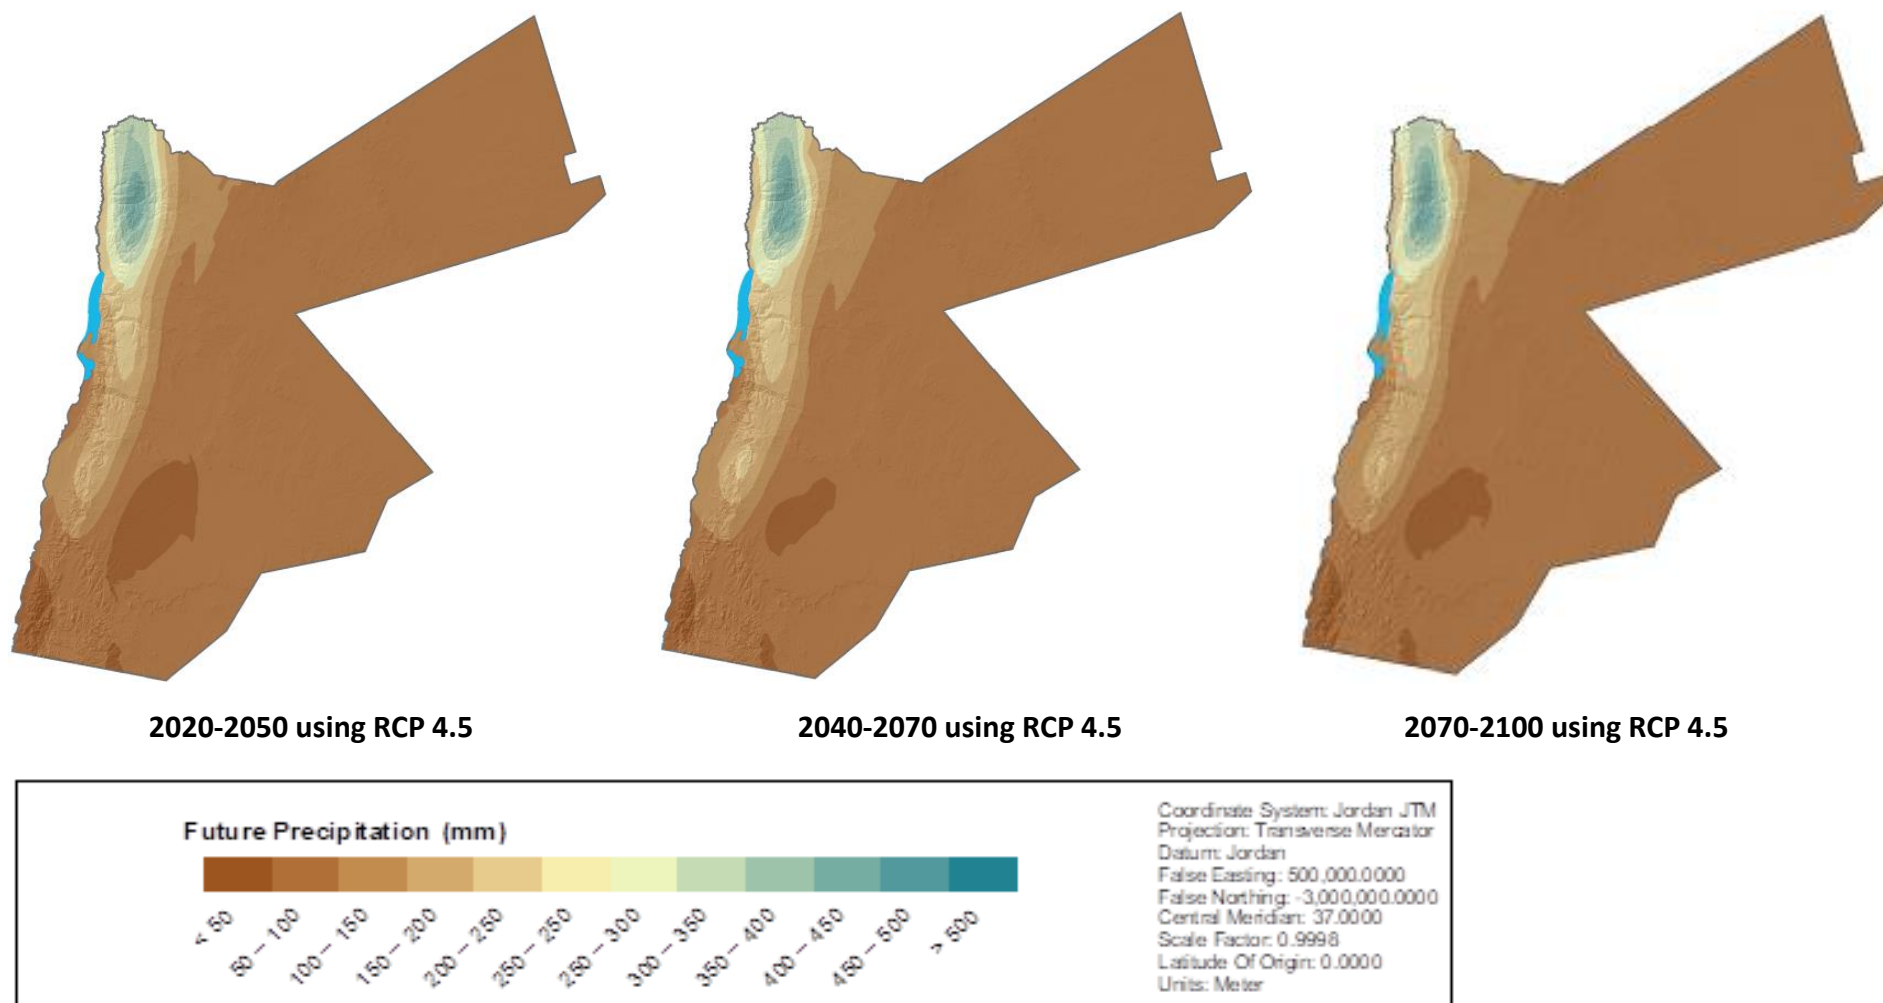 2020-2050 using RCP 4.5
2040-2070 using RCP 4.5
2070-2100 using RCP 4.5
Future Precipitation (mm)
< 50
50 – 100
100 – 150
150 – 200
200 – 250
250 – 250
250 – 300
300 – 350
350 – 400
400 – 450
450 – 500
> 500
Coordinate System: Jordan JTM
Projection: Transverse Mercator
Datum: Jordan
False Easting: 500,000.0000
False Northing: -3,000,000.0000
Central Meridian: 37.0000
Scale Factor: 0.9998
Latitude Of Origin: 0.0000
Units: Meter